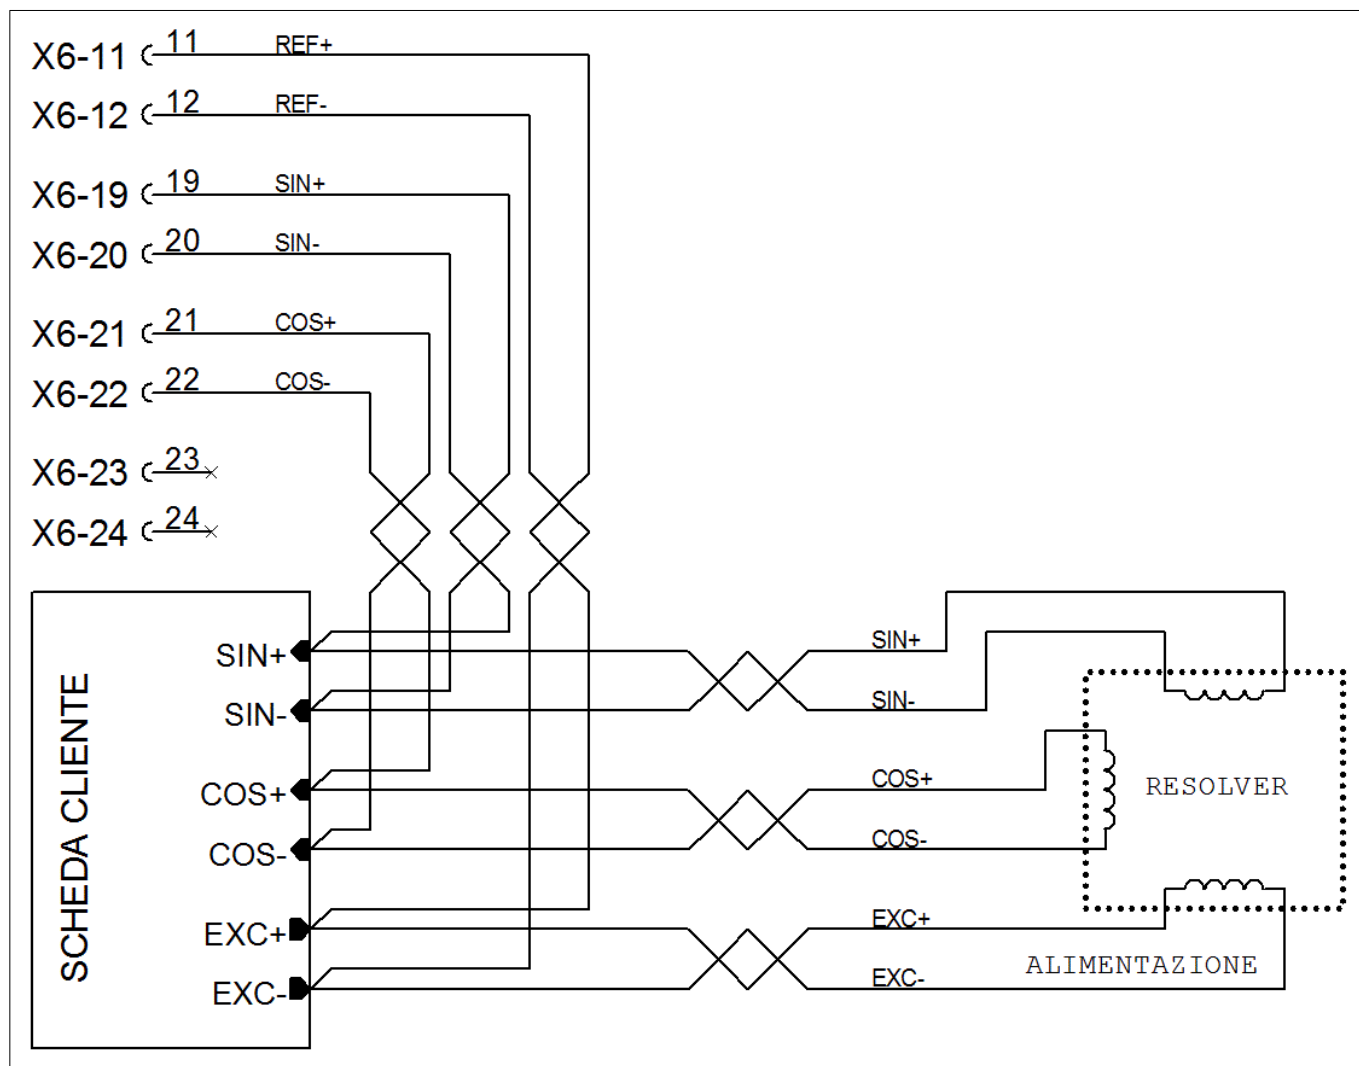 X6-11 11 REF+
X6-12 12 REF-
X6-19 19 SIN+
X6-20 20 SIN-
X6-21 21 COS+
X6-22 22 COS-
X6-23 23
X6-24 24
SCHEDA CLIENTE
SIN+
SIN-
COS+
COS-
EXC+
EXC-
SIN+
SIN-
COS+
COS-
EXC+
EXC-
RESOLVER
ALIMENTAZIONE